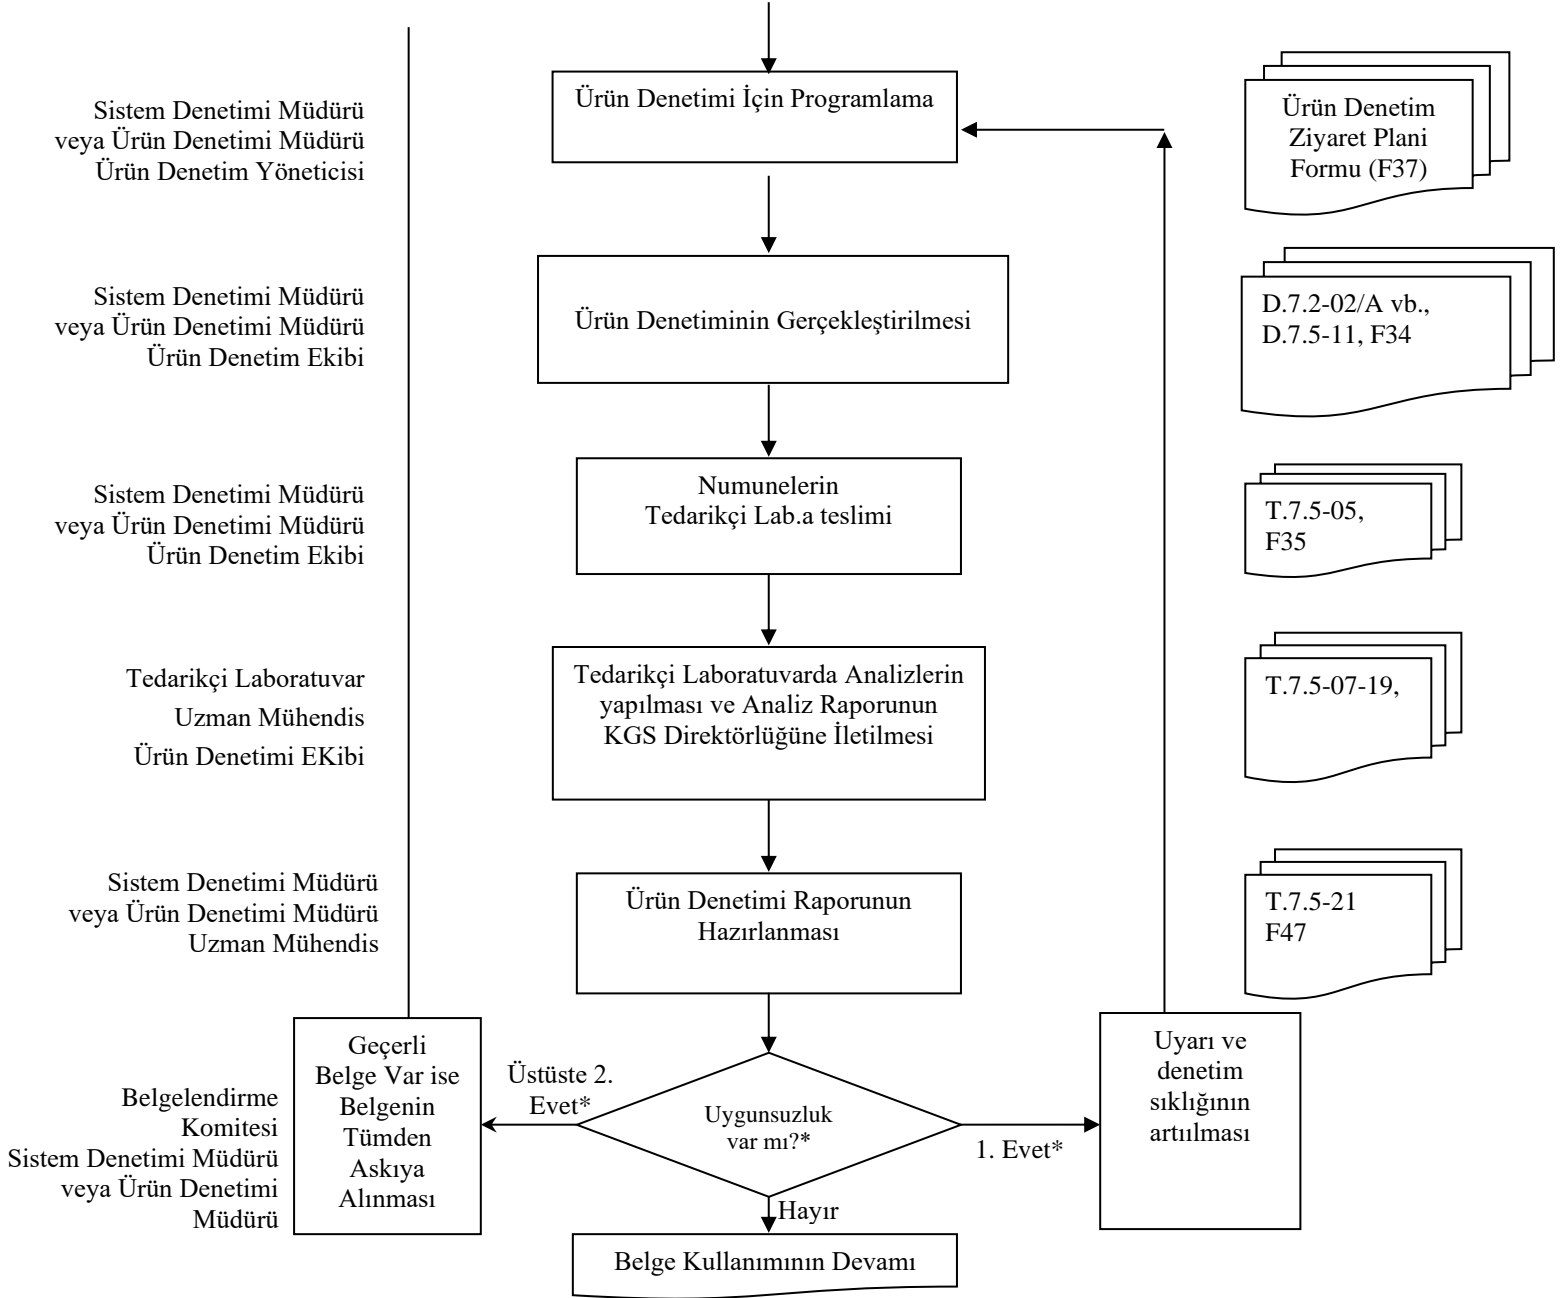 Sistem Denetimi Müdürü
veya Ürün Denetimi Müdürü
Ürün Denetim Yöneticisi
Ürün Denetimi İçin Programlama
Ürün Denetim
Ziyaret Plani
Formu (F37)
Sistem Denetimi Müdürü
veya Ürün Denetimi Müdürü
Ürün Denetim Ekibi
Ürün Denetiminin Gerçekleştirilmesi
D.7.2-02/A vb.,
D.7.5-11, F34
Sistem Denetimi Müdürü
veya Ürün Denetimi Müdürü
Ürün Denetim Ekibi
Numunelerin
Tedarikçi Lab.a teslimi
T.7.5-05,
F35
Tedarikçi Laboratuvar
Uzman Mühendis
Ürün Denetimi EKibi
Tedarikçi Laboratuvarda Analizlerin
yapılması ve Analiz Raporunun
KGS Direktörlüğüne İletilmesi
T.7.5-07-19,
Sistem Denetimi Müdürü
veya Ürün Denetimi Müdürü
Uzman Mühendis
Ürün Denetimi Raporunun
Hazırlanması
T.7.5-21
F47
Belgelendirme
Komitesi
Sistem Denetimi Müdürü
veya Ürün Denetimi
Müdürü
Geçerli
Belge Var ise
Belgenin
Tümden
Askıya
Alınması
Üstüste 2.
Evet*
Uygunsuzluk
var mı?*
1. Evet*
Uyarı ve
denetim
sıklığının
artıılması
Hayır
Belge Kullanımının Devamı